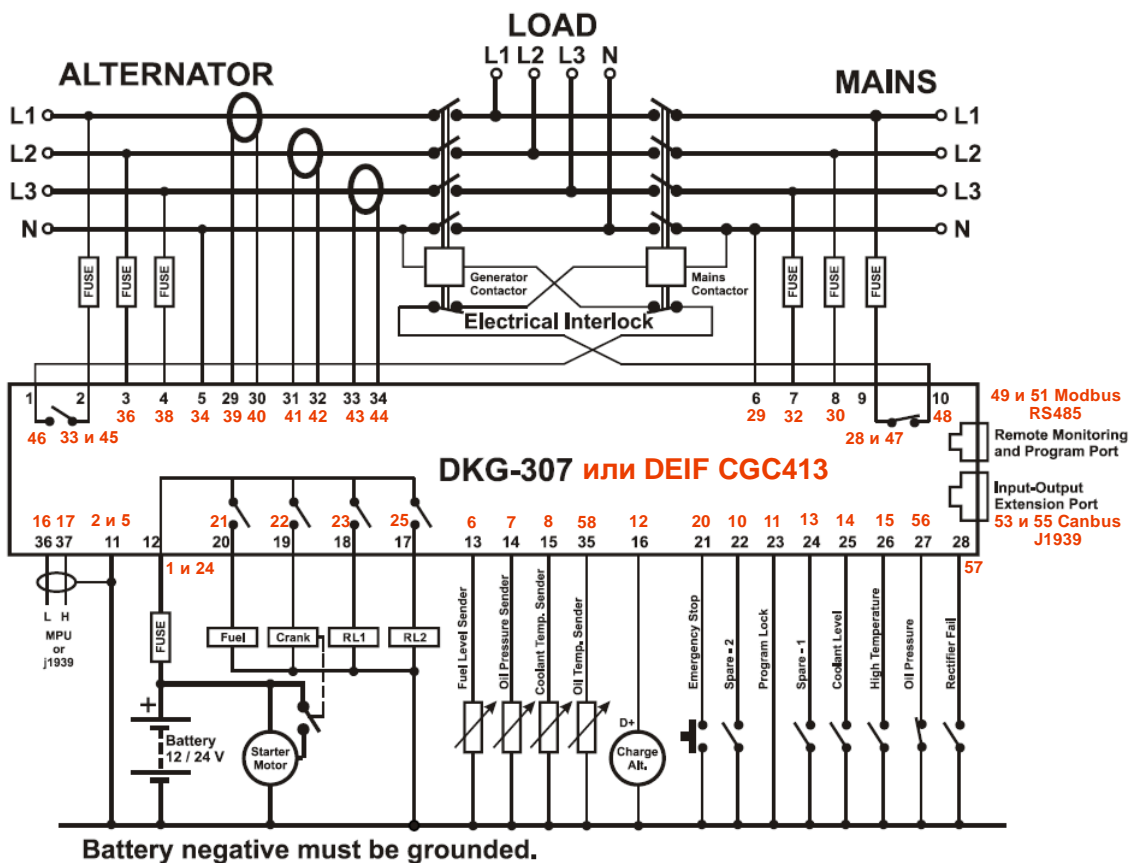 LOAD
L1 L2 L3 N
ALTERNATOR
MAINS
L1
L1
L2
L2
L3
L3
N
N
FUSE
FUSE
FUSE
Generator
Contactor
Mains
Contactor
FUSE
FUSE
FUSE
Electrical Interlock
1 2 3 4 5 29 30 31 32 33 34 6 7 8 9 10
36 38 34 39 40 41 42 43 44 29 32 30 48
46 33 и 45 28 и 47
49 и 51 Modbus
RS485
Remote Monitoring
and Program Port
DKG-307 или DEIF CGC413
Input-Output
Extension Port
53 и 55 Canbus
J1939
16 17 2 и 5 21 22 23 25 6 7 8 58 12 20 10 11 13 14 15 56
36 37 11 12 20 19 18 17 13 14 15 35 16 21 22 23 24 25 26 27 28
1 и 24
57
L H
MPU
or
j1939
FUSE
Fuel
Crank
RL1
RL2
Fuel Level Sender
Oil Pressure Sender
Coolant Temp. Sender
Oil Temp. Sender
Emergency Stop
Spare - 2
Program Lock
Spare - 1
Coolant Level
High Temperature
Oil Pressure
Rectifier Fail
+
Battery
12 / 24 V
Starter
Motor
D+
Charge
Alt.
Battery negative must be grounded.